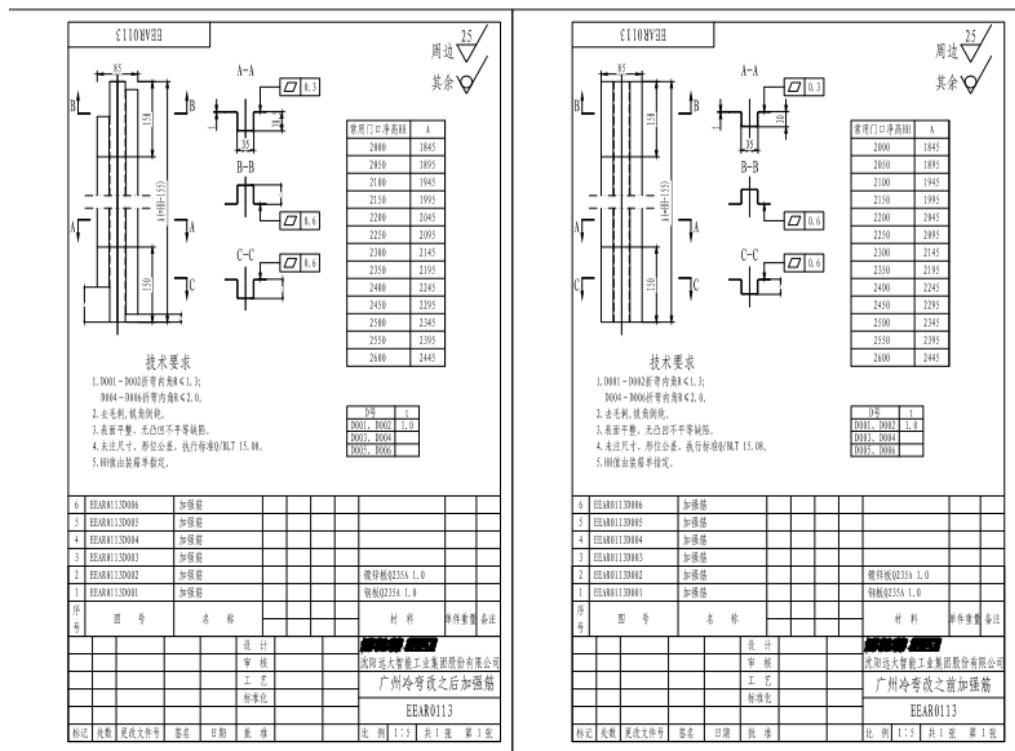 EEAR0113
周边 25
其余
85
A-A
0.3
B B
150
1
35
B-B
0.6
A(=HH-155)
A A
C-C
0.6
150
C
常用门口净高HH A
2000 1845
2050 1895
2100 1945
2150 1995
2200 2045
2250 2095
2300 2145
2350 2195
2400 2245
2450 2295
2500 2345
2550 2395
2600 2445
技术要求
1.D001-D002折弯内角R≤1.3;
D004-D006折弯内角R≤2.0.
2.去毛刺,锐角倒钝.
3.表面平整、无凸凹不平等缺陷.
4.未注尺寸、形位公差、执行标准Q/BLT 15.08.
5.HH值由装箱单指定.
D号 t
D001、D002 1.0
D003、D004
D005、D006
6 EEAR0113D006 加强筋
5 EEAR0113D005 加强筋
4 EEAR0113D004 加强筋
3 EEAR0113D003 加强筋
2 EEAR0113D002 加强筋 镀锌板Q235A 1.0
1 EEAR0113D001 加强筋 钢板Q235A 1.0
序号 图 号 名 称 材 料 单件重量 备注
设 计
审 核
工 艺
标准化
沈阳远大智能工业集团股份有限公司
广州冷弯改之后加强筋
EEAR0113
标记 处数 更改文件号 签名 日期 批 准 比 例 1:5 共 1 张 第 1 张
EEAR0113
周边 25
其余
85
A-A
0.3
B B
150
1
30
35
B-B
0.6
A(=HH-155)
A A
C-C
0.6
150
C C
常用门口净高HH A
2000 1845
2050 1895
2100 1945
2150 1995
2200 2045
2250 2095
2300 2145
2350 2195
2400 2245
2450 2295
2500 2345
2550 2395
2600 2445
技术要求
1.D001-D002折弯内角R≤1.3;
D004-D006折弯内角R≤2.0.
2.去毛刺,锐角倒钝.
3.表面平整、无凸凹不平等缺陷.
4.未注尺寸、形位公差、执行标准Q/BLT 15.08.
5.HH值由装箱单指定.
D号 t
D001、D002 1.0
D003、D004
D005、D006
6 EEAR0113D006 加强筋
5 EEAR0113D005 加强筋
4 EEAR0113D004 加强筋
3 EEAR0113D003 加强筋
2 EEAR0113D002 加强筋 镀锌板Q235A 1.0
1 EEAR0113D001 加强筋 钢板Q235A 1.0
序号 图 号 名 称 材 料 单件重量 备注
设 计
审 核
工 艺
标准化
沈阳远大智能工业集团股份有限公司
广州冷弯改之前加强筋
EEAR0113
标记 处数 更改文件号 签名 日期 批 准 比 例 1:5 共 1 张 第 1 张